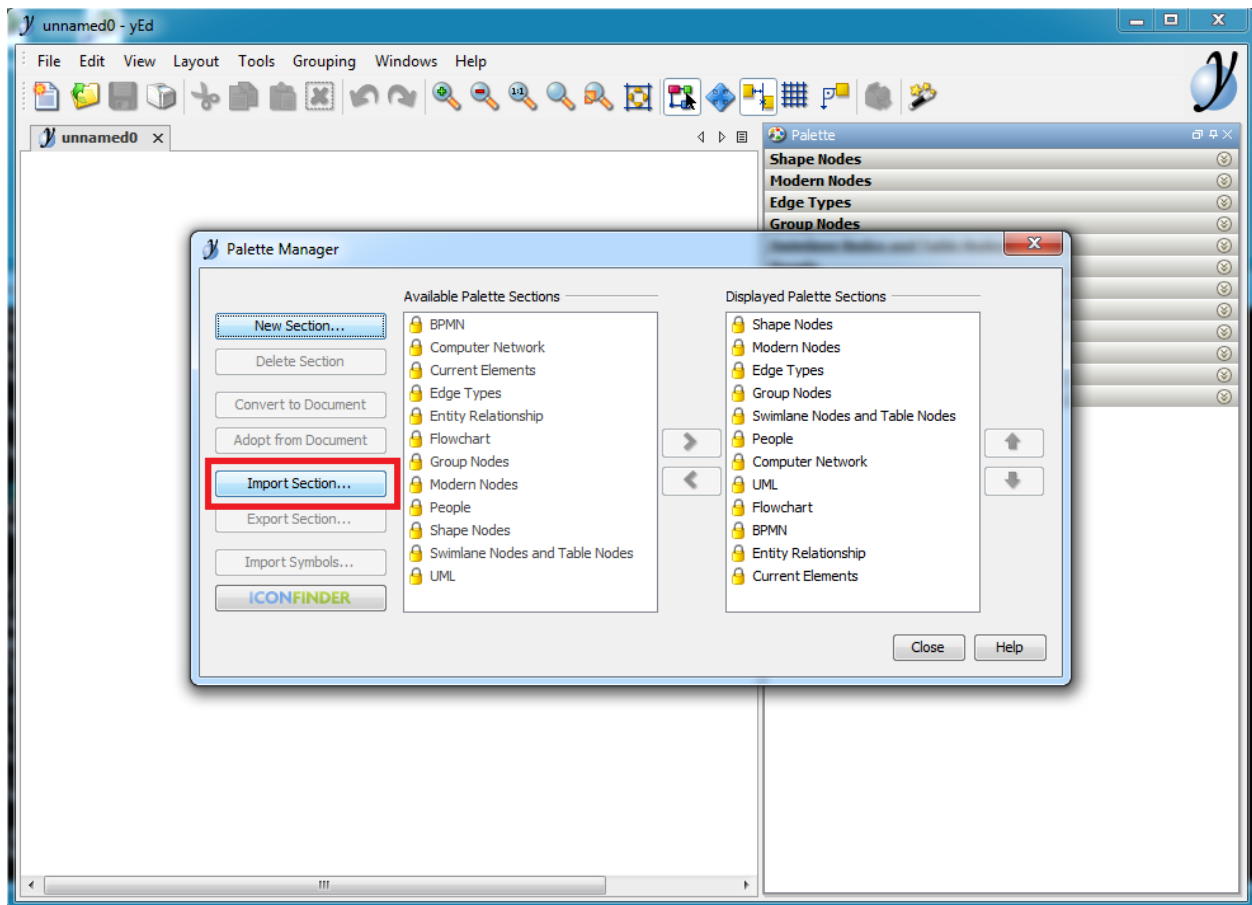 unnamed0 - yEd
File Edit View Layout Tools Grouping Windows Help
unnamed0
Palette
Shape Nodes
Modern Nodes
Edge Types
Group Nodes
Palette Manager
Available Palette Sections
Displayed Palette Sections
New Section...
Delete Section
Convert to Document
Adopt from Document
Import Section...
Export Section...
Import Symbols...
ICONFINDER
BPMN
Computer Network
Current Elements
Edge Types
Entity Relationship
Flowchart
Group Nodes
Modern Nodes
People
Shape Nodes
Swimlane Nodes and Table Nodes
UML
Shape Nodes
Modern Nodes
Edge Types
Group Nodes
Swimlane Nodes and Table Nodes
People
Computer Network
UML
Flowchart
BPMN
Entity Relationship
Current Elements
Close
Help